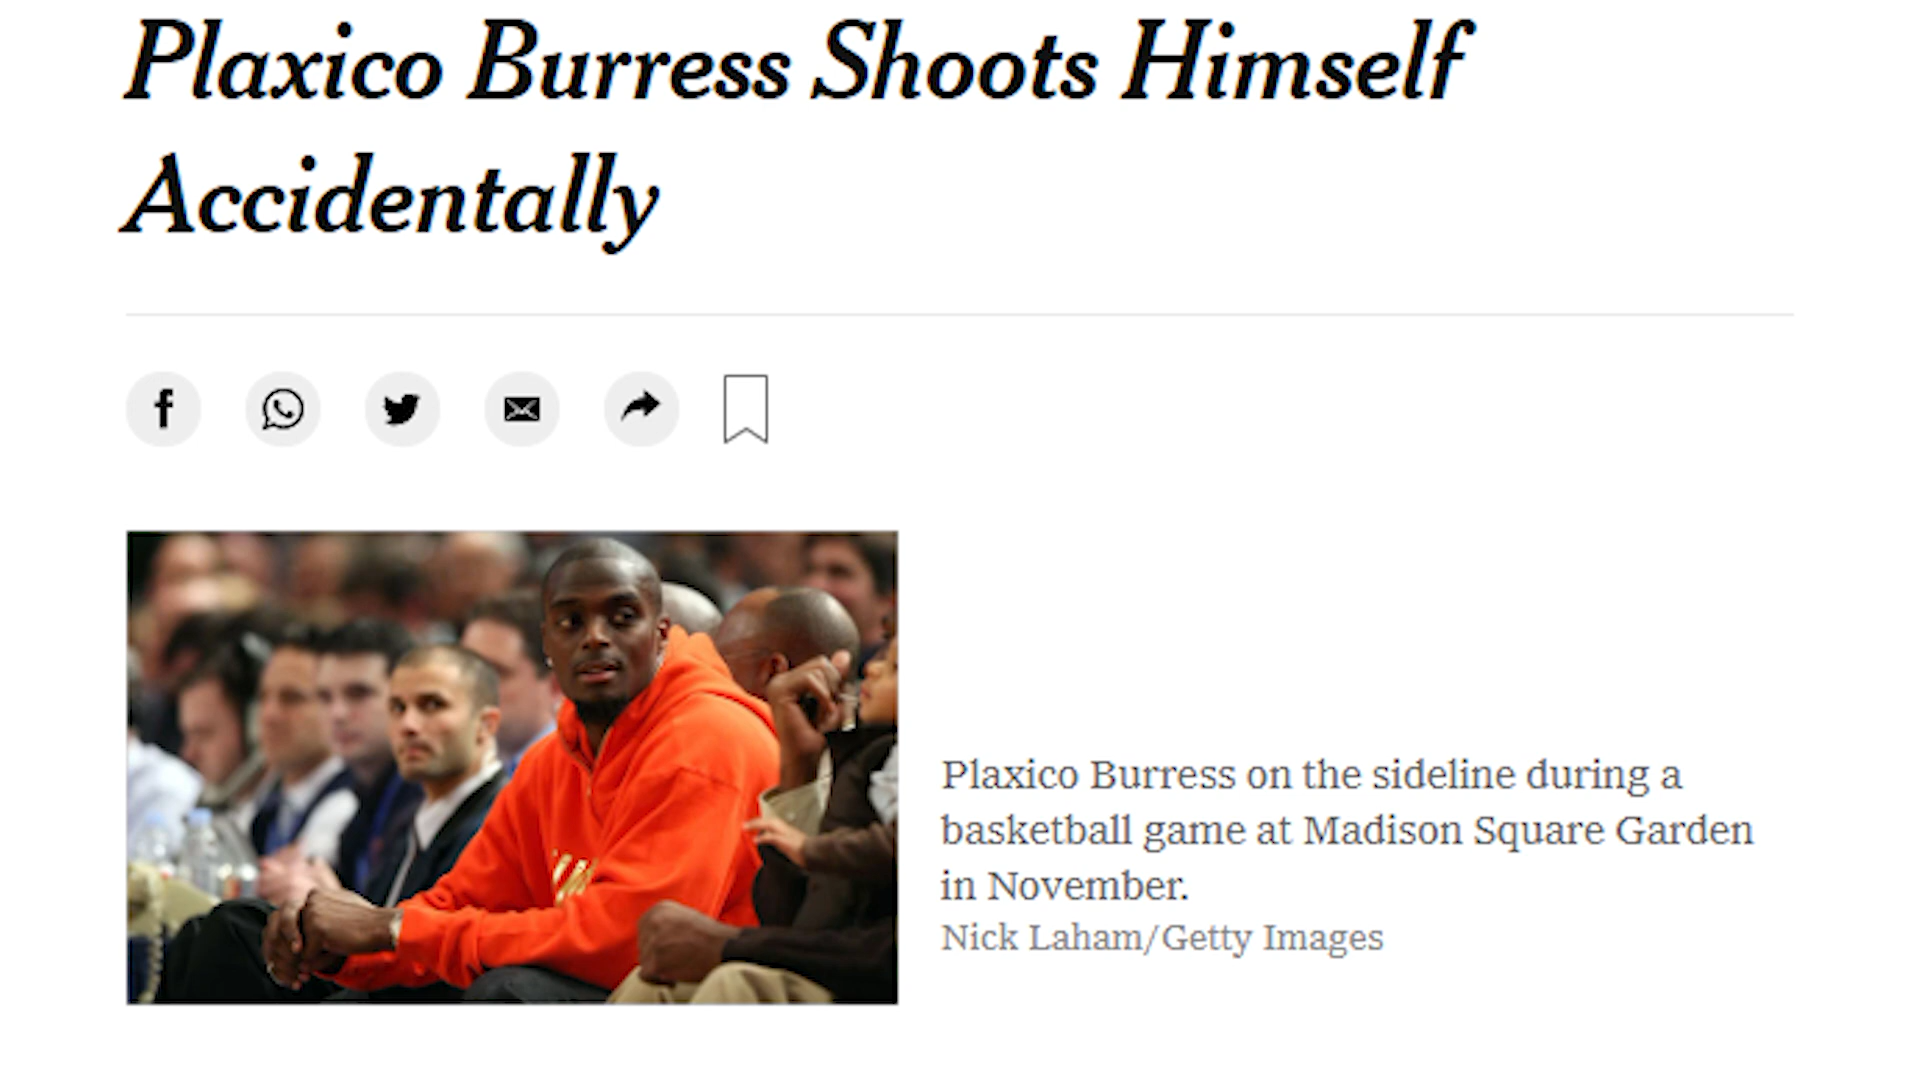 Plaxico Burress Shoots Himself
Accidentally
Plaxico Burress on the sideline during a
basketball game at Madison Square Garden
in November.
Nick Laham/Getty Images